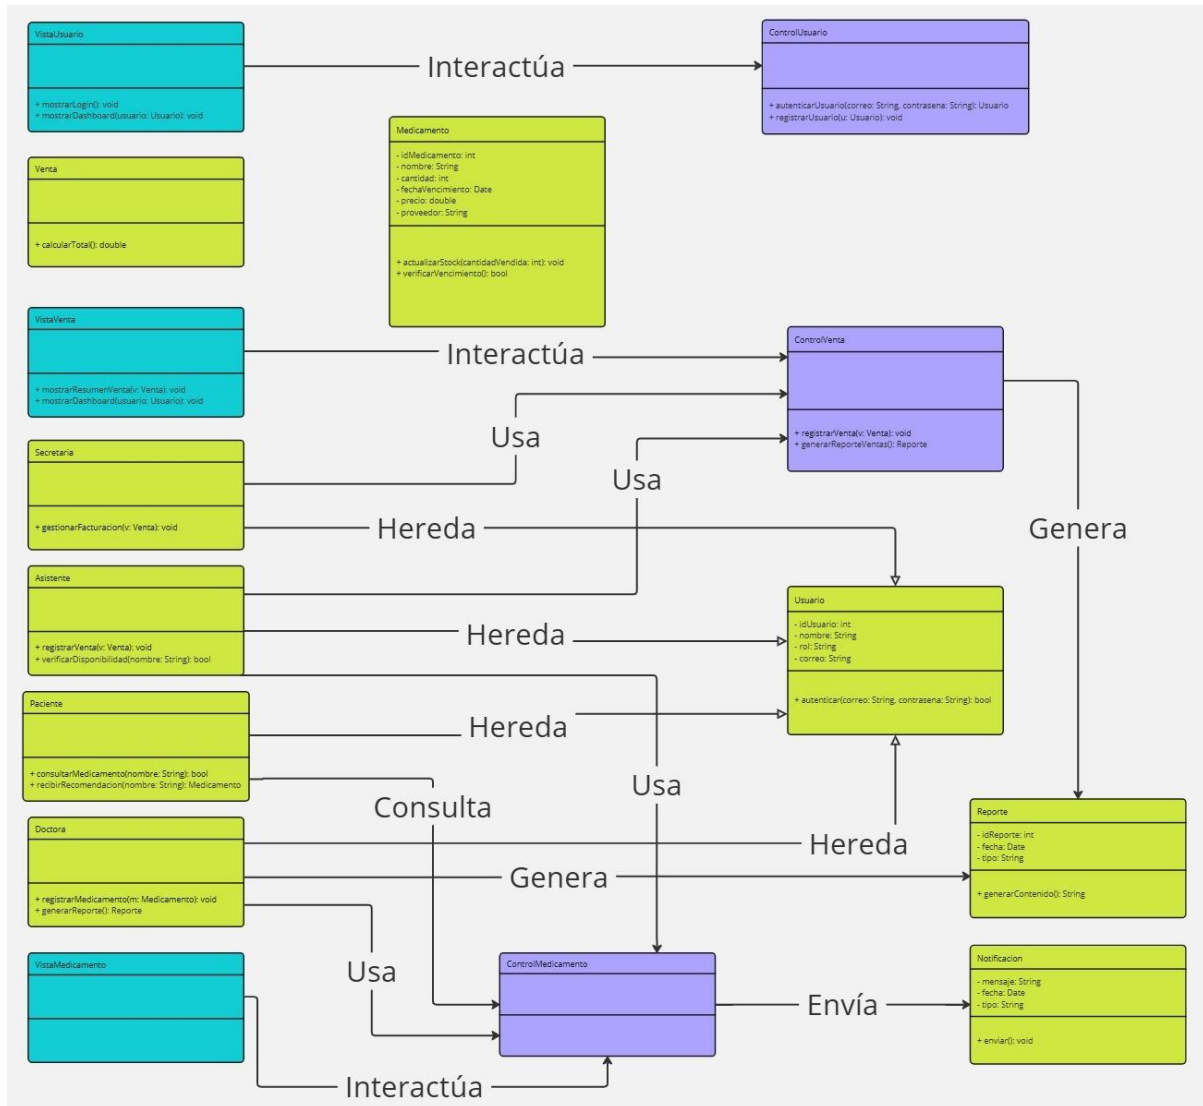 VistaUsuario
+ mostrarLogin(): void
+ mostrarDashboard(usuario: Usuario): void
Interactúa
ControlUsuario
+ autenticarUsuario(correo: String, contrasena: String): Usuario
+ registrarUsuario(u: Usuario): void
Venta
+ calcularTotal(): double
Medicamento
- idMedicamento: int
- nombre: String
- cantidad: int
- fechaVencimiento: Date
- precio: double
- proveedor: String
+ actualizarStock(cantidadVendida: int): void
+ verificarVencimiento(): bool
VistaVenta
+ mostrarResumenVenta(v: Venta): void
+ mostrarDashboard(usuario: Usuario): void
Interactúa
ControlVenta
+ registrarVenta(v: Venta): void
+ generarReporteVentas(): Reporte
Secretaria
+ gestionarFacturacion(v: Venta): void
Usa
Usa
Hereda
Genera
Asistente
+ registrarVenta(v: Venta): void
+ verificarDisponibilidad(nombre: String): bool
Hereda
Usuario
- idUsuario: int
- nombre: String
- rol: String
- correo: String
+ autenticar(correo: String, contrasena: String): bool
Paciente
+ consultarMedicamento(nombre: String): bool
+ recibirRecomendacion(nombre: String): Medicamento
Hereda
Consulta
Usa
Doctora
+ registrarMedicamento(m: Medicamento): void
+ generarReporte(): Reporte
Hereda
Genera
Reporte
- idReporte: int
- fecha: Date
- tipo: String
+ generarContenido(): String
Usa
VistaMedicamento
ControlMedicamento
Envía
Notificacion
- mensaje: String
- fecha: Date
- tipo: String
+ enviar(): void
Interactúa